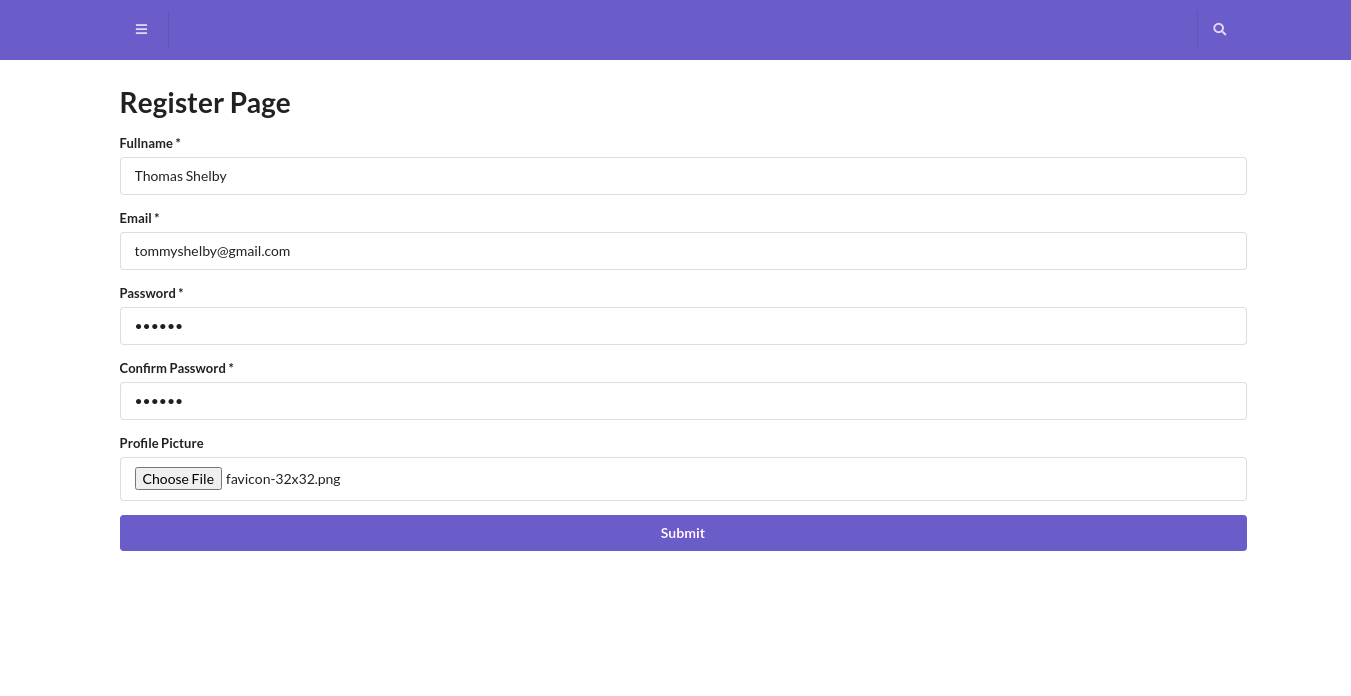 Register Page
Fullname *
Thomas Shelby
Email *
tommyshelby@gmail.com
Password *
••••••
Confirm Password *
••••••
Profile Picture
Choose File favicon-32x32.png
Submit